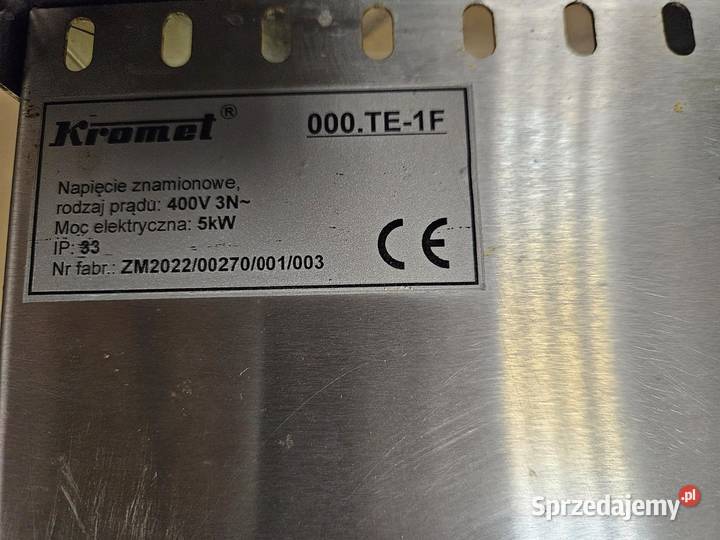 Kromet® 000.TE-1F
Napięcie znamionowe,
rodzaj prądu: 400V 3N~
Moc elektryczna: 5kW
IP: 33
Nr fabr.: ZM2022/00270/001/003
CE
Sprzedajemy.pl